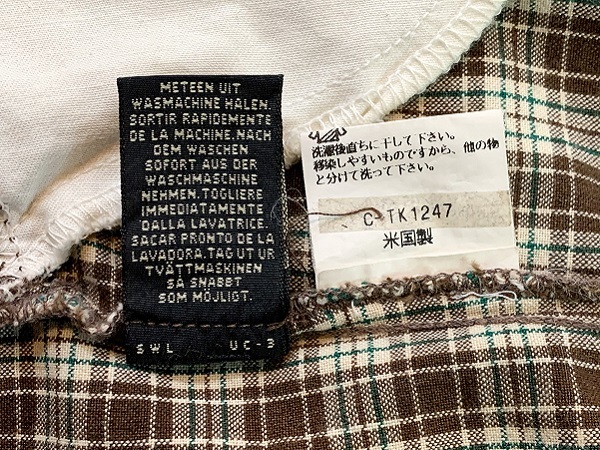 METEEN UIT
WASMACHINE HALEN.
SORTIR RAPIDEMENTE
DE LA MACHINE.NACH
DEM WASCHEN
SOFORT AUS DER
WASCHMASCHINE
NEHMEN.TOGLIERE
IMMEDIATAMENTE
DALLA LAVATRICE.
SACAR PRONTO DE LA
LAVADORA.TAG UT UR
TVÄTTMASKINEN
SÅ SNABBT
SOM MÖJLIGT.
SWL UC-3
洗濯後直ちに干して下さい。
移染しやすいものですから、他の物
と分けて洗って下さい。
C-TK1247
米国製